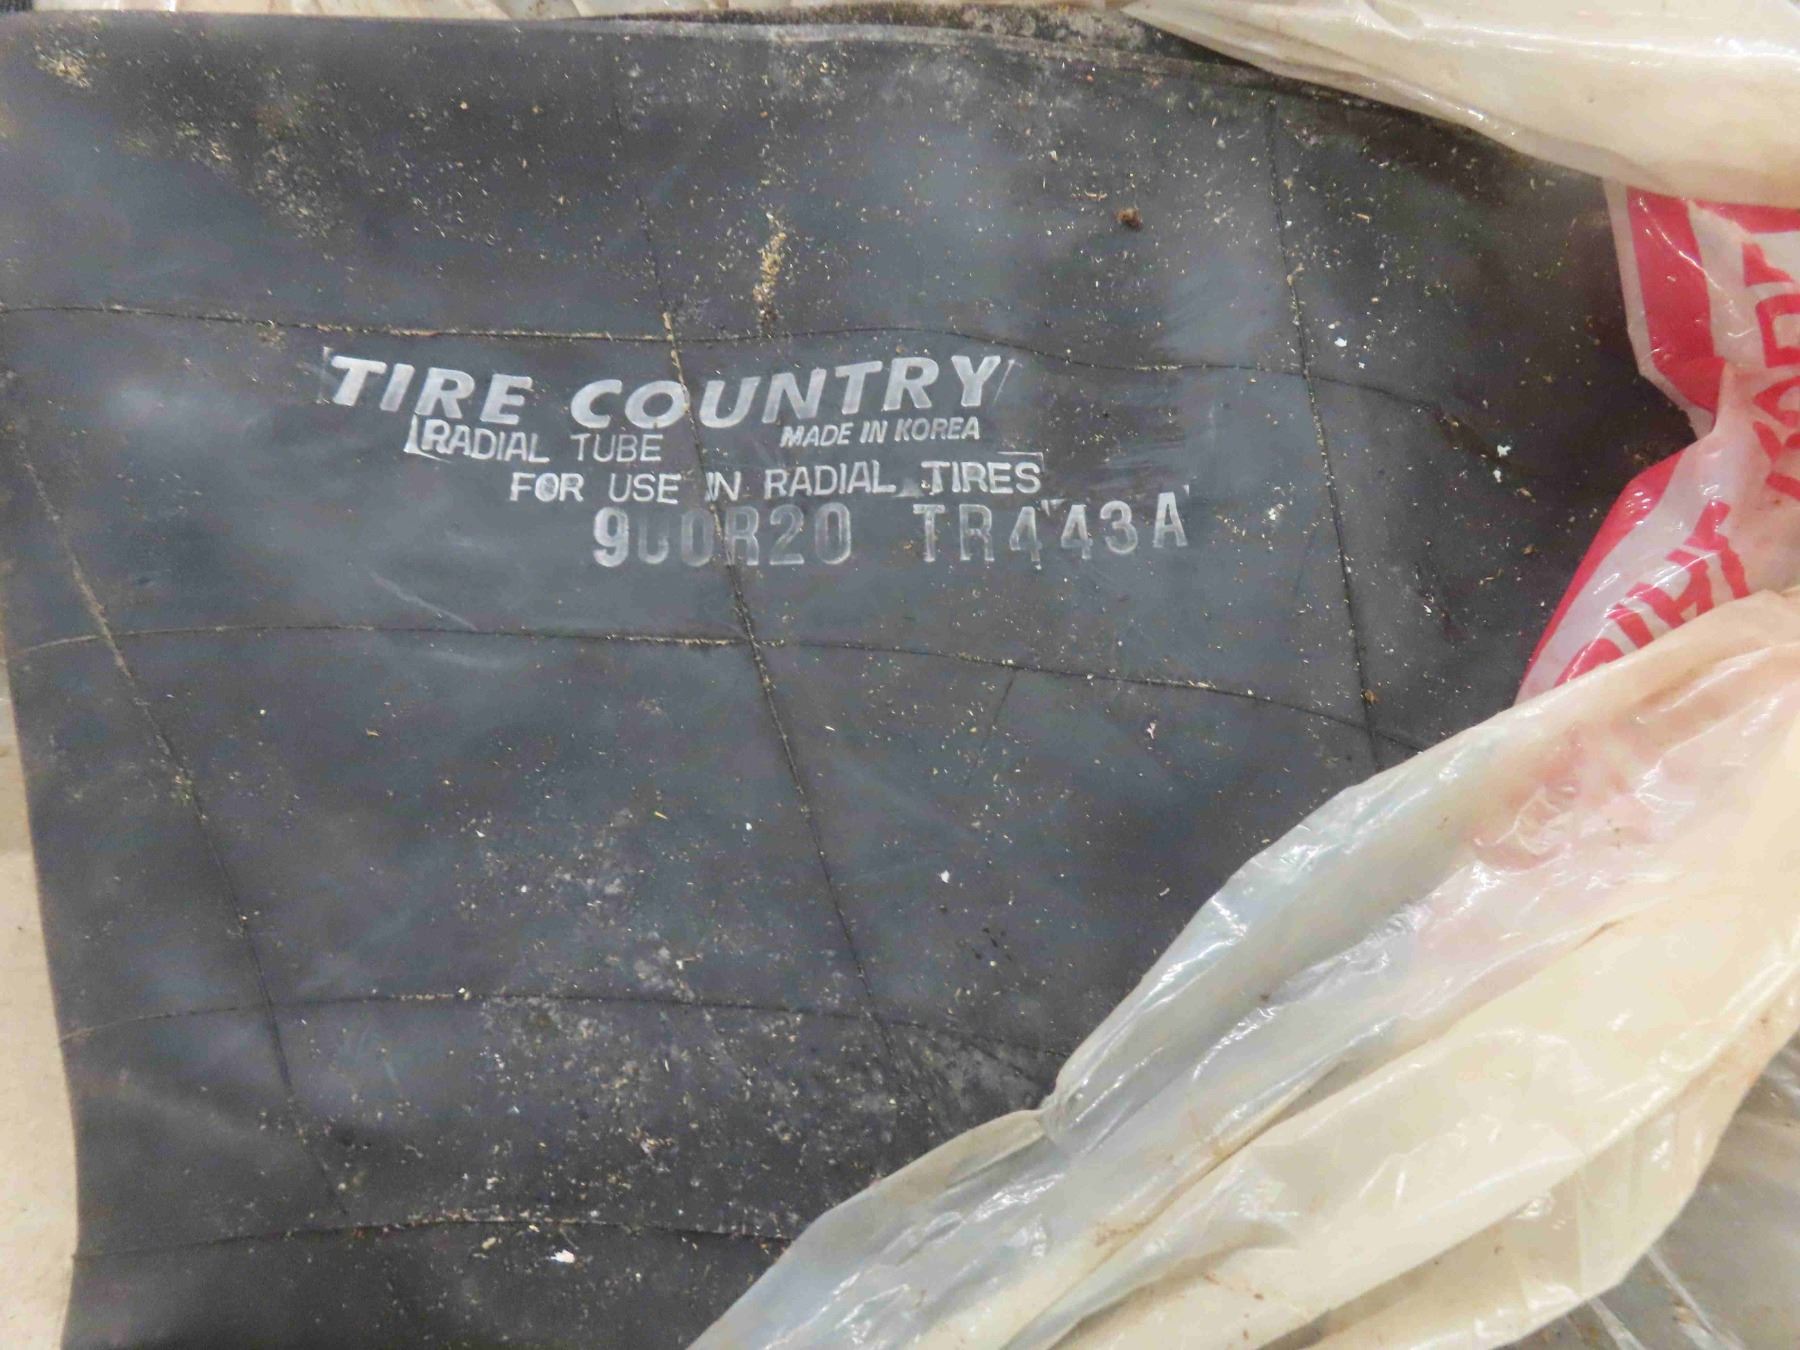 TIRE COUNTRY
RADIAL TUBE MADE IN KOREA
FOR USE IN RADIAL TIRES
900R20 TR443A